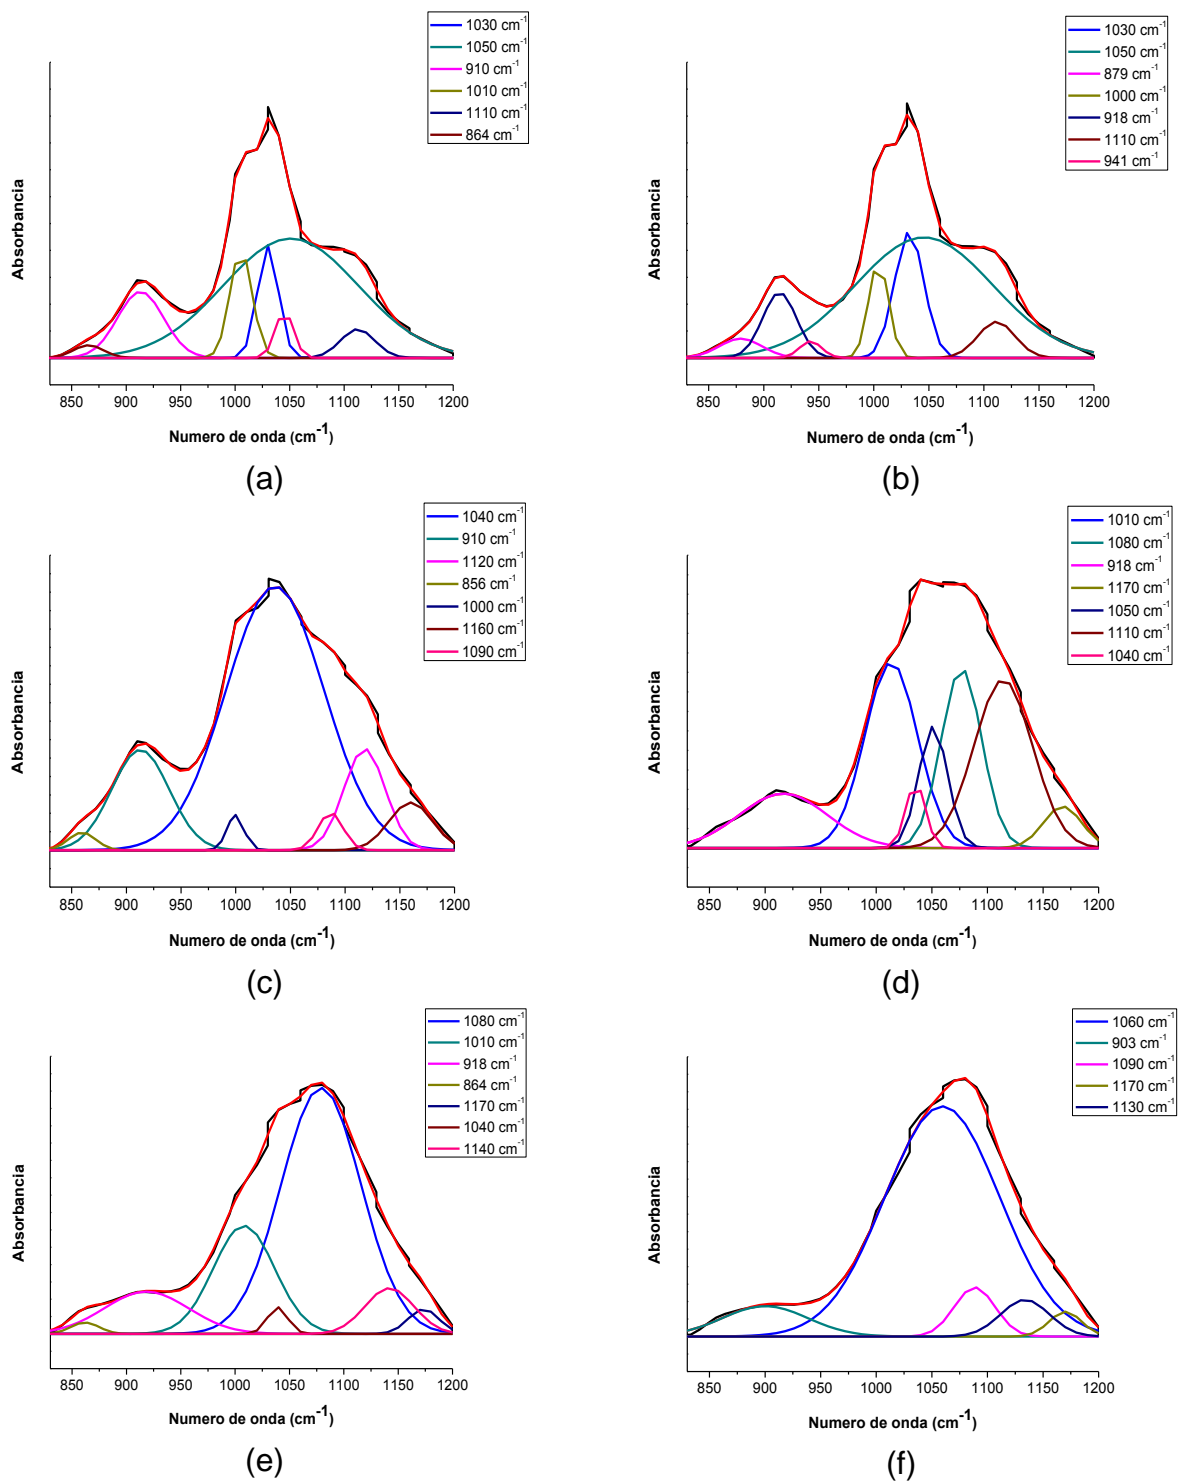 1030 cm-1
1050 cm-1
910 cm-1
1010 cm-1
1110 cm-1
864 cm-1
Absorbancia
850 900 950 1000 1050 1100 1150 1200
Numero de onda (cm-1)
(a)
1030 cm-1
1050 cm-1
879 cm-1
1000 cm-1
918 cm-1
1110 cm-1
941 cm-1
Absorbancia
850 900 950 1000 1050 1100 1150 1200
Numero de onda (cm-1)
(b)
1040 cm-1
910 cm-1
1120 cm-1
856 cm-1
1000 cm-1
1160 cm-1
1090 cm-1
Absorbancia
850 900 950 1000 1050 1100 1150 1200
Numero de onda (cm-1)
(c)
1010 cm-1
1080 cm-1
918 cm-1
1170 cm-1
1050 cm-1
1110 cm-1
1040 cm-1
Absorbancia
850 900 950 1000 1050 1100 1150 1200
Numero de onda (cm-1)
(d)
1080 cm-1
1010 cm-1
918 cm-1
864 cm-1
1170 cm-1
1040 cm-1
1140 cm-1
Absorbancia
850 900 950 1000 1050 1100 1150 1200
Numero de onda (cm-1)
(e)
1060 cm-1
903 cm-1
1090 cm-1
1170 cm-1
1130 cm-1
Absorbancia
850 900 950 1000 1050 1100 1150 1200
Numero de onda (cm-1)
(f)